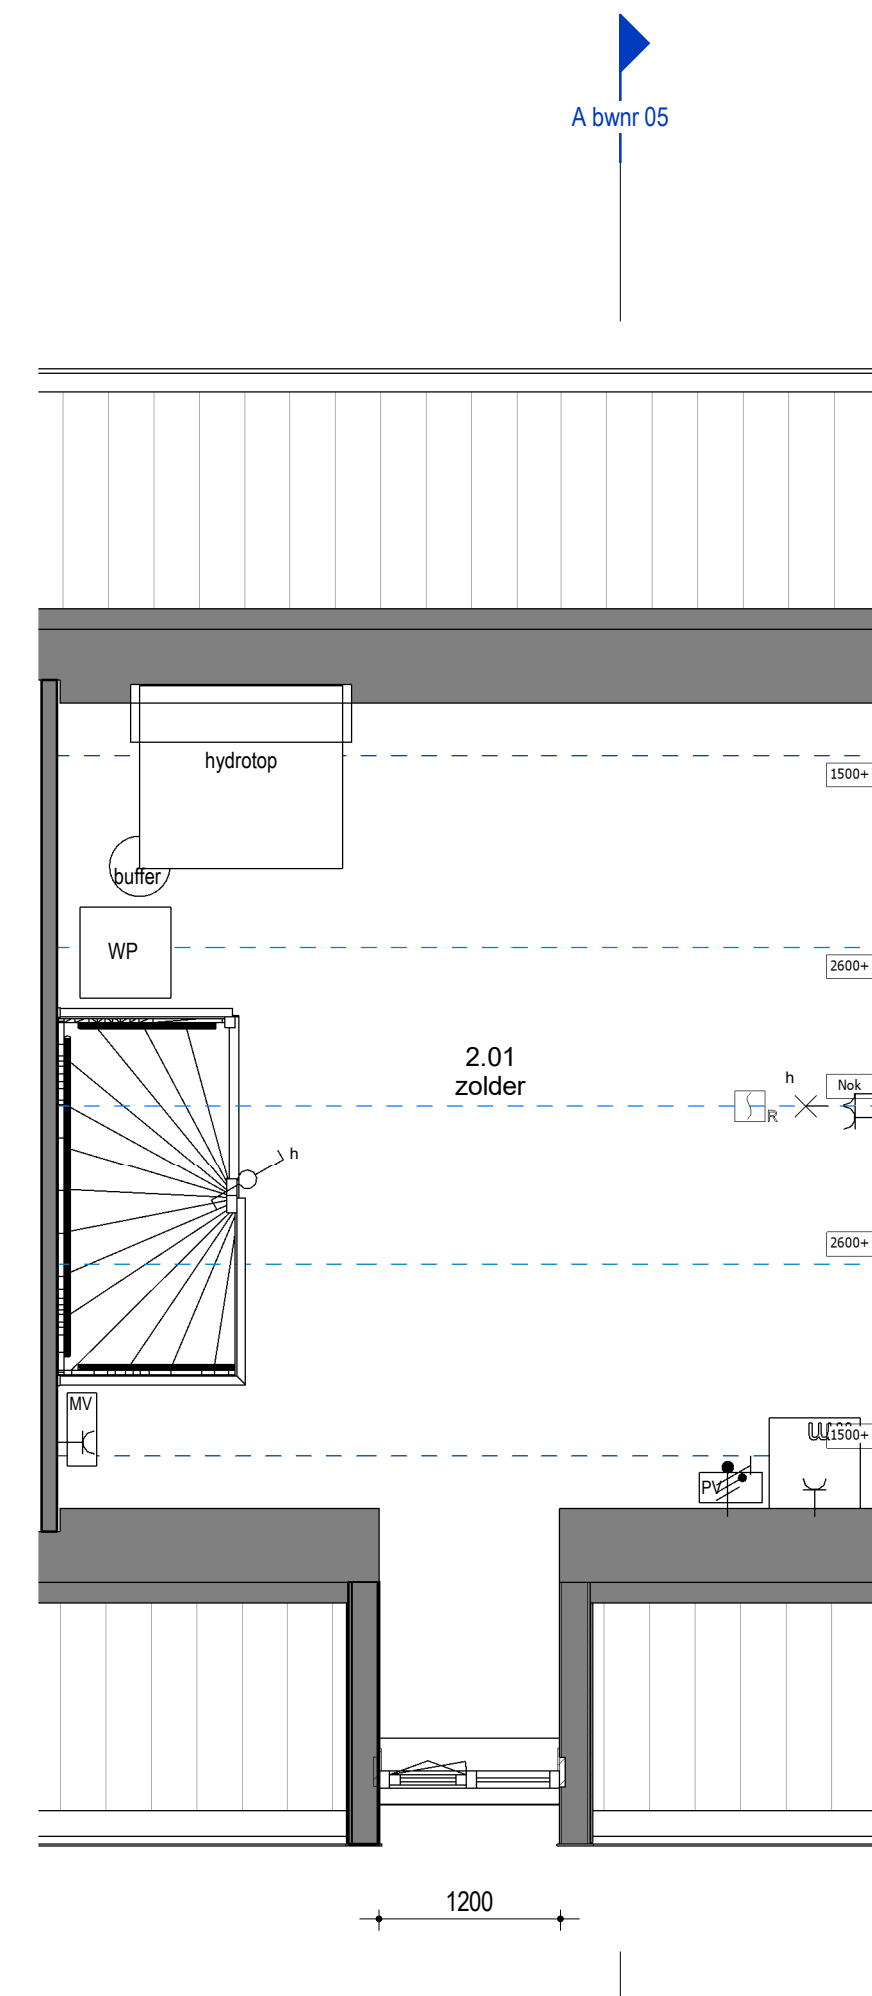 A bwnr 05
hydrotop
1500+
buffer
WP
2600+
2.01
zolder
h
Nok
R
h
2600+
MV
1500+
PV
1200